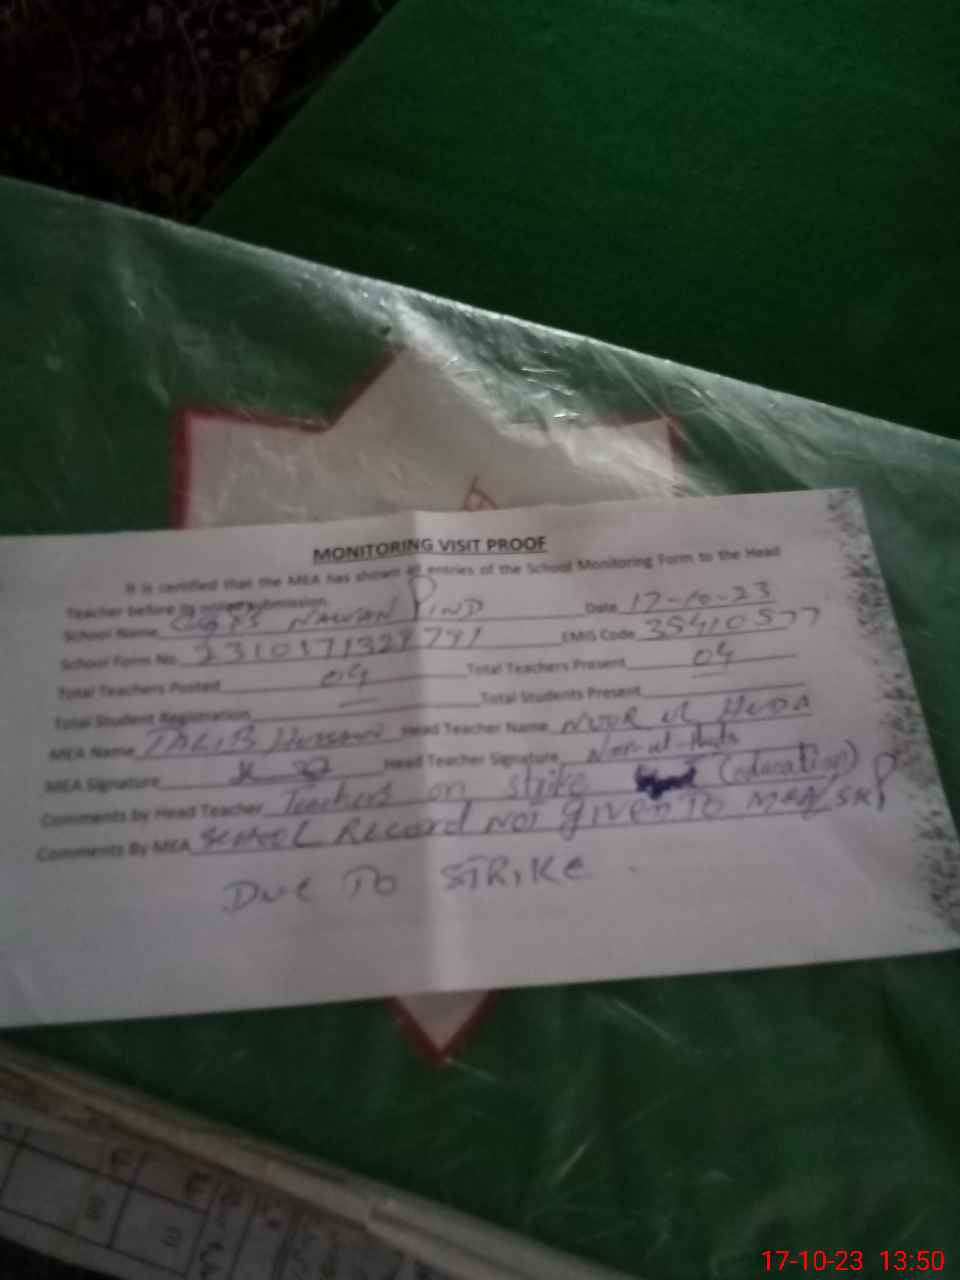 MONITORING VISIT PROOF
It is certified that the MEA has shown all entries of the School Monitoring Form to the Head
Teacher before its submission.
School Name NAWAN PIND Date 17-10-23
School Form No. EMIS Code 35410577
Total Teachers Posted 04 Total Teachers Present 04
Total Student Registration — Total Students Present
MEA Name TALIB Hussain Head Teacher Name NOOR UL HUDA
MEA Signature Head Teacher Signature Noor-ul-Huda
Comments by Head Teacher Teachers on strike (education)
Comments By MEA SCHOOL RECORD NOT GIVEN TO MEA
DUE TO STRIKE.
17-10-23 13:50